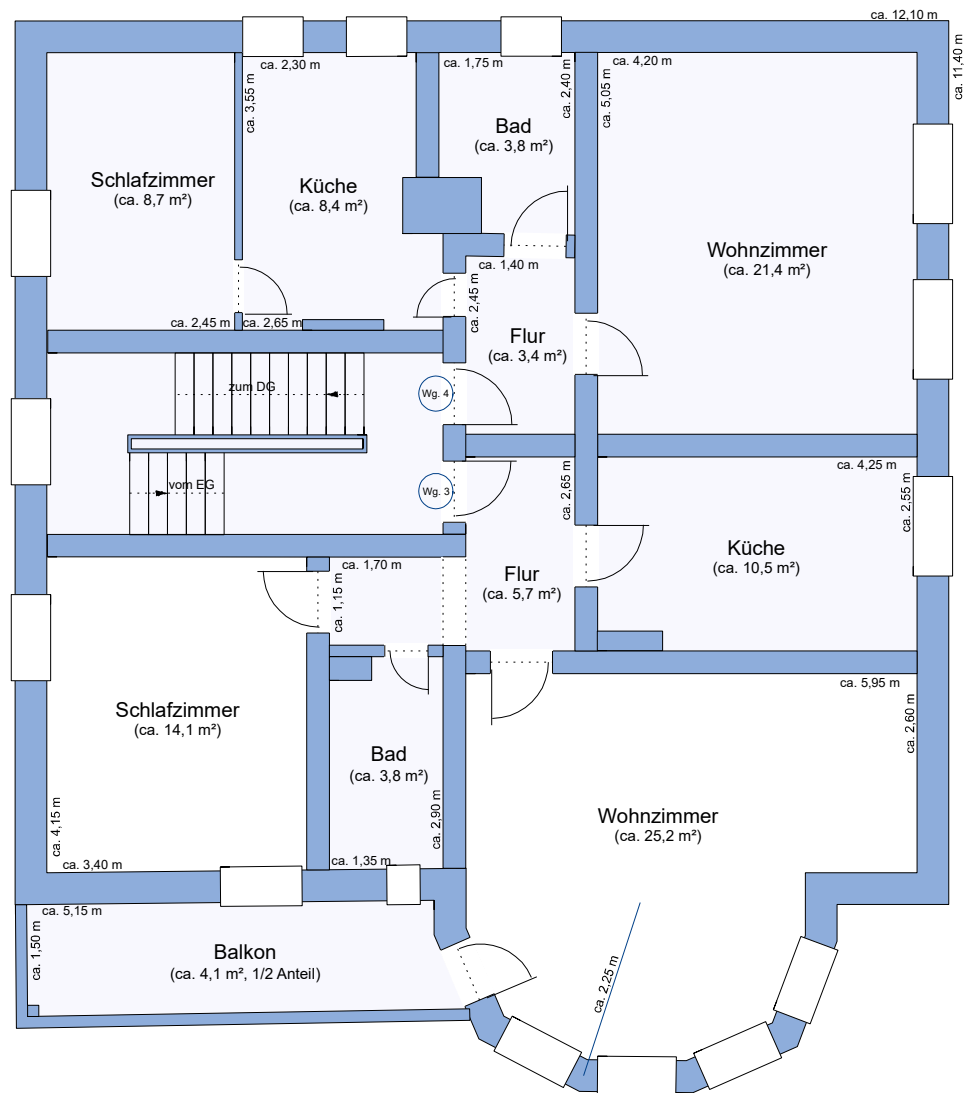 ca. 12,10 m
ca. 11,40 m
ca. 2,30 m
ca. 1,75 m
ca. 4,20 m
ca. 3,55 m
ca. 2,40 m
ca. 5,05 m
Bad
(ca. 3,8 m²)
Schlafzimmer
(ca. 8,7 m²)
Küche
(ca. 8,4 m²)
Wohnzimmer
(ca. 21,4 m²)
ca. 1,40 m
ca. 2,45 m
ca. 2,45 m
ca. 2,65 m
Flur
(ca. 3,4 m²)
zum DG
Wg. 4
vom EG
Wg. 3
ca. 2,65 m
ca. 4,25 m
ca. 2,55 m
Küche
(ca. 10,5 m²)
ca. 1,70 m
ca. 1,15 m
Flur
(ca. 5,7 m²)
ca. 5,95 m
ca. 2,60 m
Schlafzimmer
(ca. 14,1 m²)
Bad
(ca. 3,8 m²)
ca. 4,15 m
ca. 2,90 m
Wohnzimmer
(ca. 25,2 m²)
ca. 3,40 m
ca. 1,35 m
ca. 5,15 m
ca. 1,50 m
Balkon
(ca. 4,1 m², 1/2 Anteil)
ca. 2,25 m